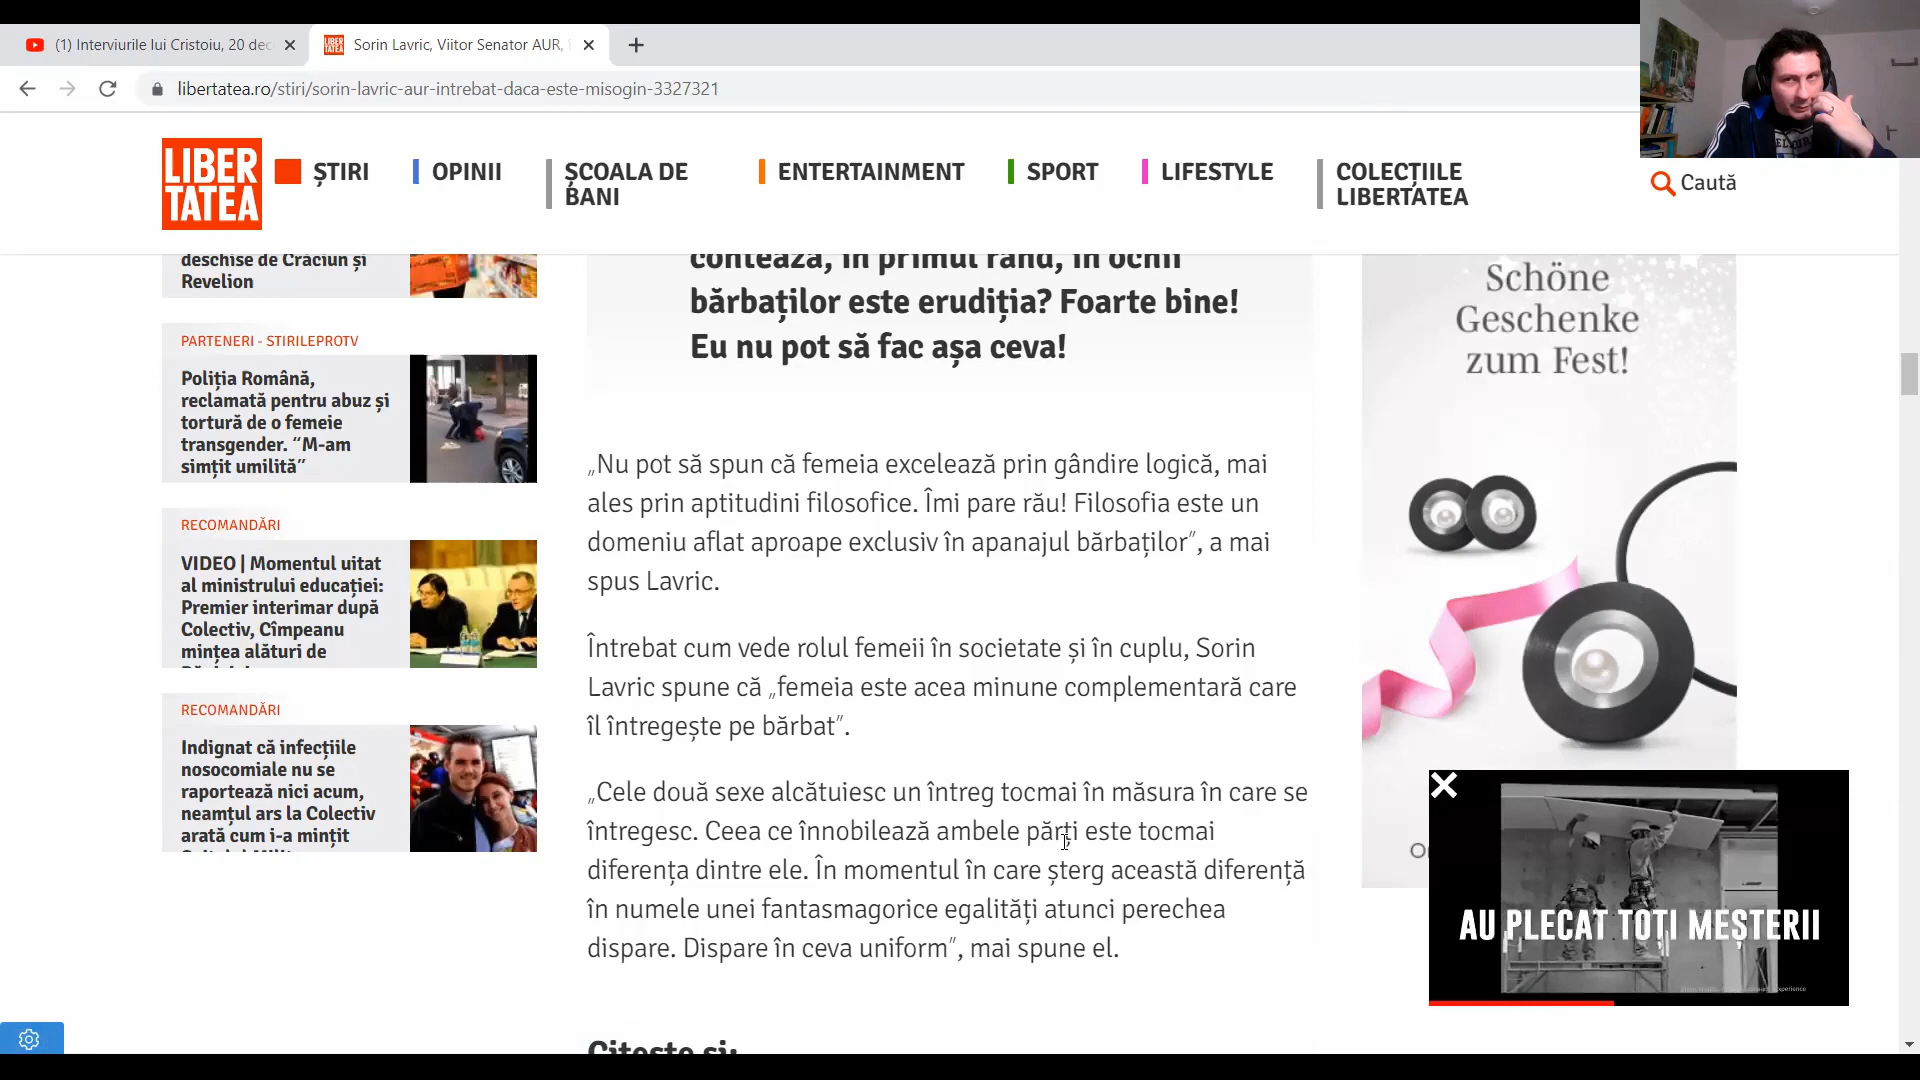 (1) Interviurile lui Cristoiu, 20 dec
Sorin Lavric, Viitor Senator AUR,
libertatea.ro/stiri/sorin-lavric-aur-intrebat-daca-este-misogin-3327321
LIBER
TATEA
ȘTIRI
OPINII
ȘCOALA DE
BANI
ENTERTAINMENT
SPORT
LIFESTYLE
COLECȚIILE
LIBERTATEA
Caută
deschise de Crăciun și
Revelion
PARTENERI - STIRILEPROTV
Poliția Română,
reclamată pentru abuz și
tortură de o femeie
transgender. “M-am
simțit umilită”
RECOMANDĂRI
VIDEO | Momentul uitat
al ministrului educației:
Premier interimar după
Colectiv, Cîmpeanu
mințea alături de
RECOMANDĂRI
Indignat că infecțiile
nosocomiale nu se
raportează nici acum,
neamțul ars la Colectiv
arată cum i-a mințit
contează, în primul rând, în ochii
bărbaților este erudiția? Foarte bine!
Eu nu pot să fac așa ceva!
„Nu pot să spun că femeia excelează prin gândire logică, mai
ales prin aptitudini filosofice. Îmi pare rău! Filosofia este un
domeniu aflat aproape exclusiv în apanajul bărbaților”, a mai
spus Lavric.
Întrebat cum vede rolul femeii în societate și în cuplu, Sorin
Lavric spune că „femeia este acea minune complementară care
îl întregește pe bărbat”.
„Cele două sexe alcătuiesc un întreg tocmai în măsura în care se
întregesc. Ceea ce înnobilează ambele părți este tocmai
diferența dintre ele. În momentul în care șterg această diferență
în numele unei fantasmagorice egalități atunci perechea
dispare. Dispare în ceva uniform”, mai spune el.
Citește și:
Schöne
Geschenke
zum Fest!
AU PLECAT TOȚI MEȘTERII